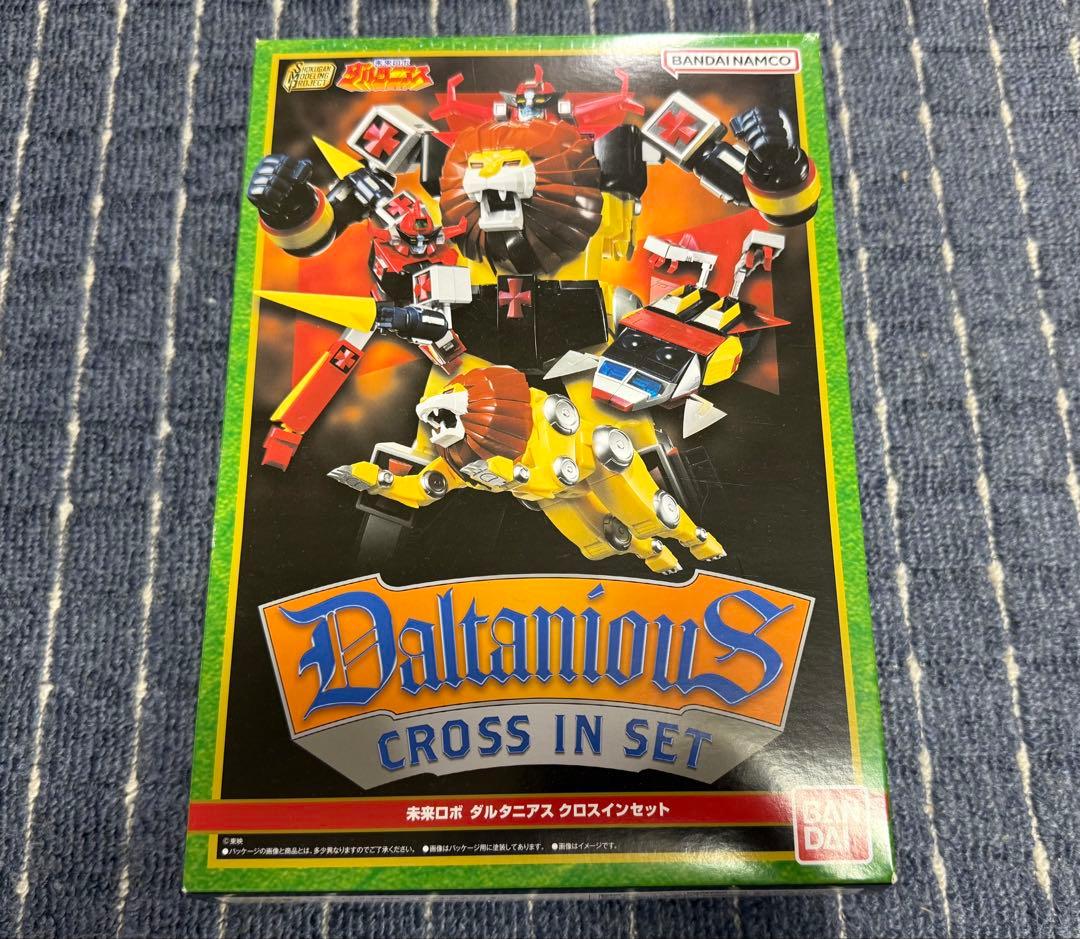 SHOKUGAN
MODELING
PROJECT
未来ロボ
ダルタニアス
BANDAI NAMCO
Daltanious
CROSS IN SET
未来ロボ ダルタニアス クロスインセット
BAN
DAI
©東映
●パッケージの画像と商品とは、多少異なりますのでご了承ください。 ●画像はパッケージ用に塗装してあります。 ●画像はイメージです。